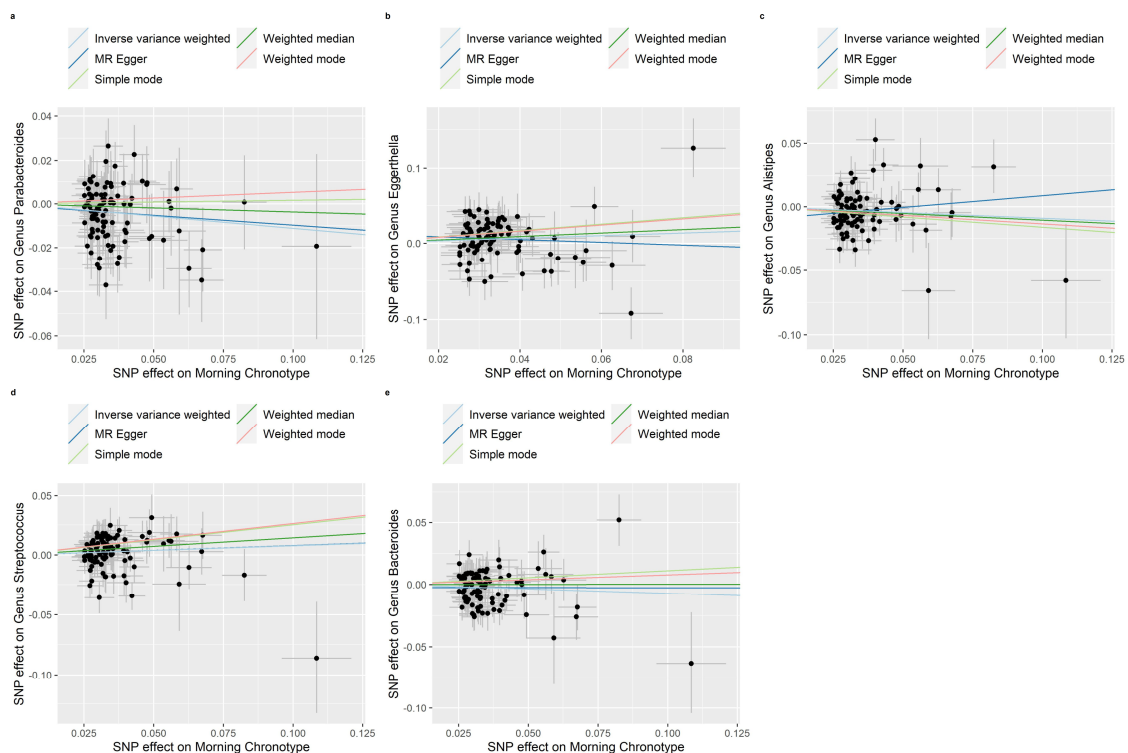 a
Inverse variance weighted
Weighted median
MR Egger
Weighted mode
Simple mode
SNP effect on Genus Parabacteroides
0.04
0.02
0.00
-0.02
-0.04
-0.06
0.025
0.050
0.075
0.100
0.125
SNP effect on Morning Chronotype
b
Inverse variance weighted
Weighted median
MR Egger
Weighted mode
Simple mode
SNP effect on Genus Eggerthella
0.1
0.0
-0.1
0.02
0.04
0.06
0.08
SNP effect on Morning Chronotype
c
Inverse variance weighted
Weighted median
MR Egger
Weighted mode
Simple mode
SNP effect on Genus Alistipes
0.05
0.00
-0.05
-0.10
0.025
0.050
0.075
0.100
0.125
SNP effect on Morning Chronotype
d
Inverse variance weighted
Weighted median
MR Egger
Weighted mode
Simple mode
SNP effect on Genus Streptococcus
0.05
0.00
-0.05
-0.10
0.025
0.050
0.075
0.100
0.125
SNP effect on Morning Chronotype
e
Inverse variance weighted
Weighted median
MR Egger
Weighted mode
Simple mode
SNP effect on Genus Bacteroides
0.05
0.00
-0.05
-0.10
0.025
0.050
0.075
0.100
0.125
SNP effect on Morning Chronotype